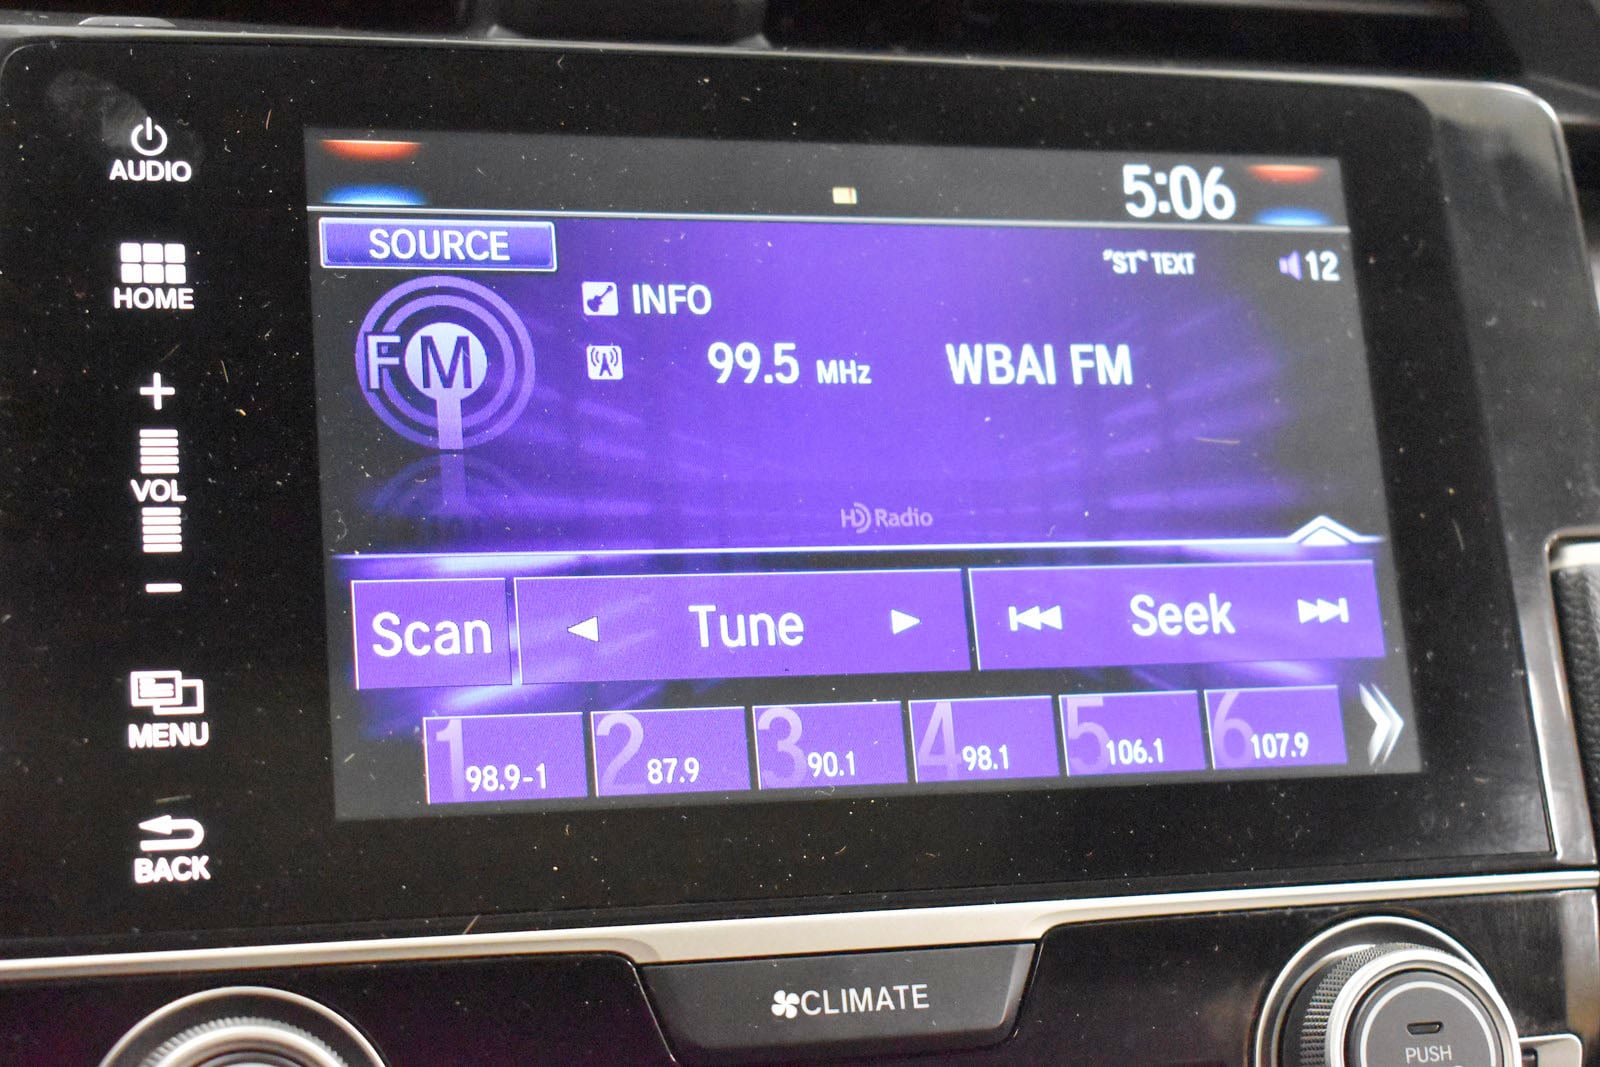 AUDIO
HOME
+
VOL
-
MENU
BACK
5:06
SOURCE
"ST" TEXT
12
FM
INFO
99.5 MHz WBAI FM
HD Radio
Scan Tune Seek
1 98.9-1
2 87.9
3 90.1
4 98.1
5 106.1
6 107.9
CLIMATE
PUSH